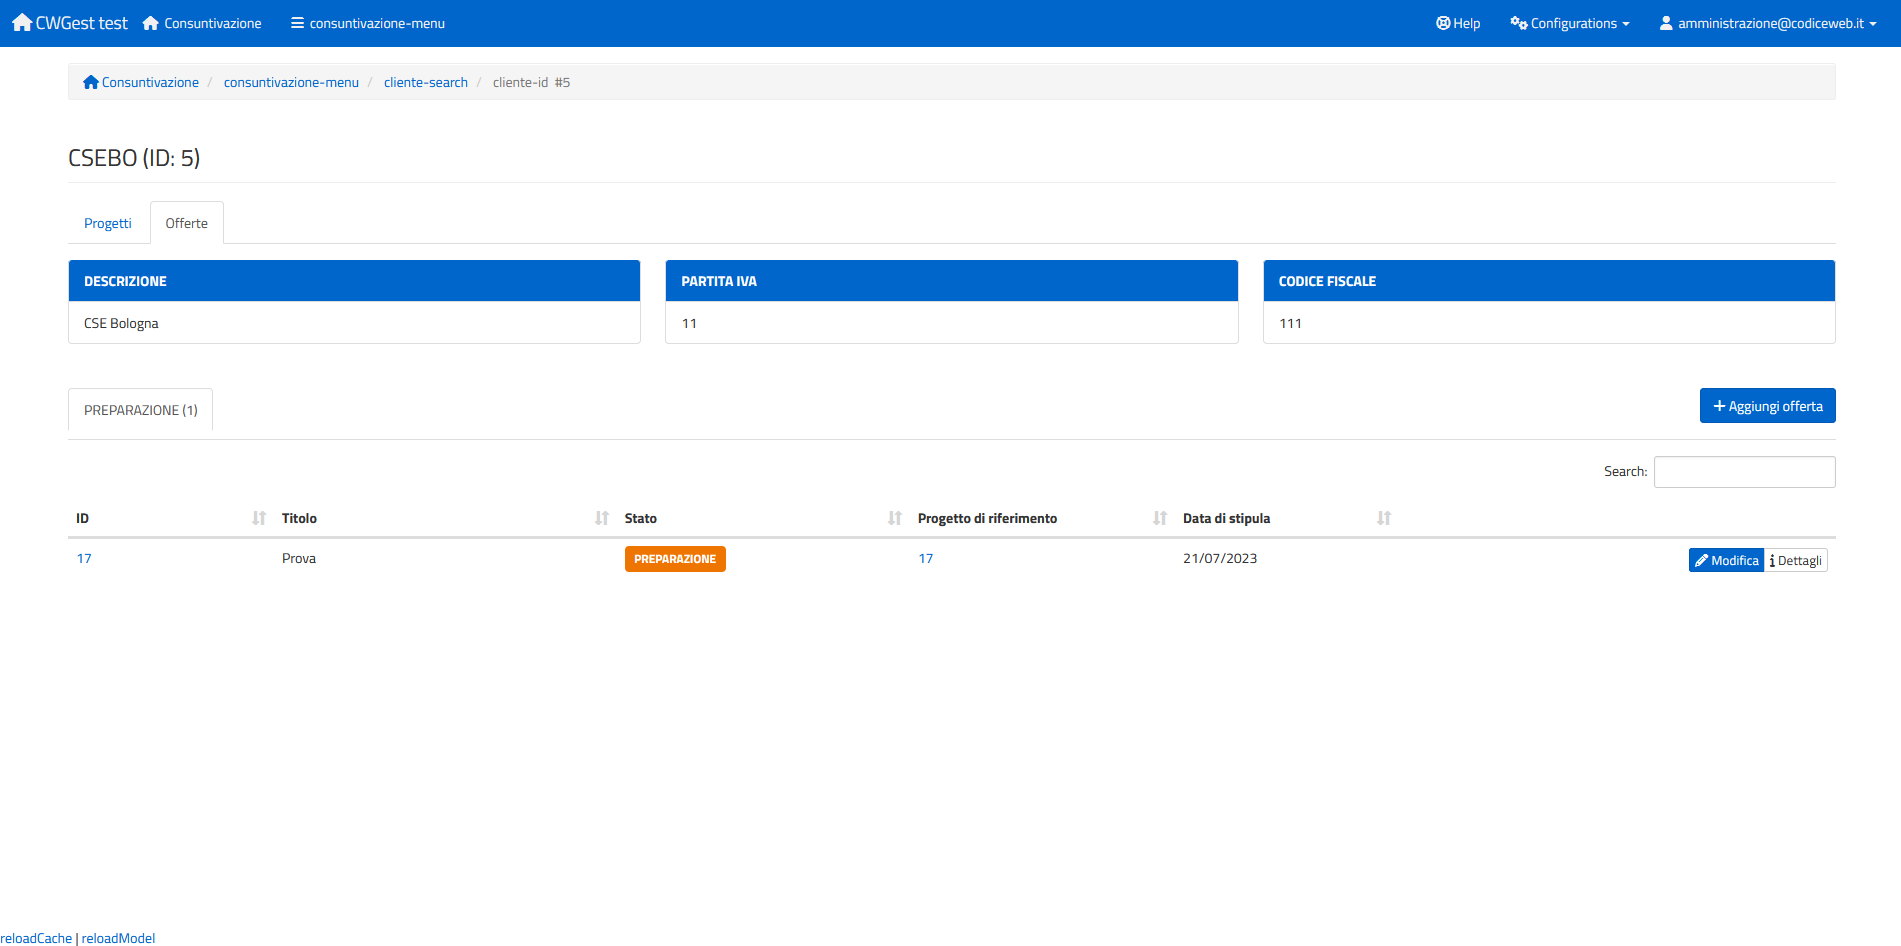 CWGest test Consuntivazione consuntivazione-menu Help Configurations amministrazione@codiceweb.it
Consuntivazione / consuntivazione-menu / cliente-search / cliente-id #5
CSEBO (ID: 5)
Progetti Offerte
DESCRIZIONE PARTITA IVA CODICE FISCALE
CSE Bologna 11 111
PREPARAZIONE (1) + Aggiungi offerta
Search:
ID Titolo Stato Progetto di riferimento Data di stipula
17 Prova PREPARAZIONE 17 21/07/2023 Modifica Dettagli
reloadCache | reloadModel